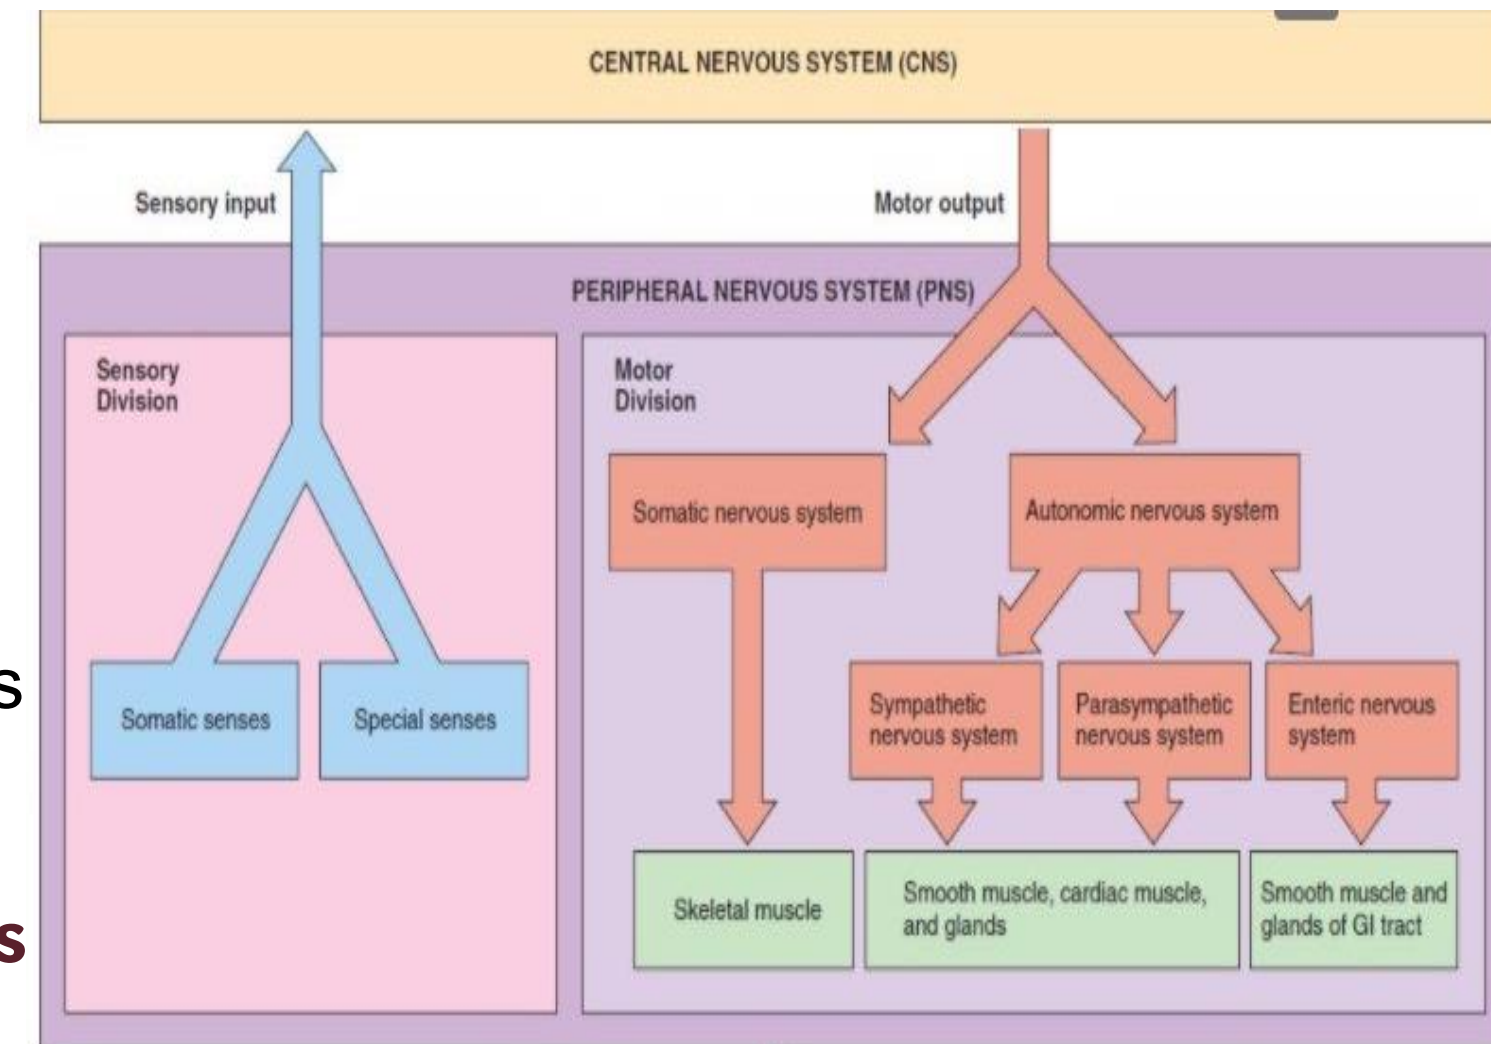 CENTRAL NERVOUS SYSTEM (CNS)
Sensory input
Motor output
PERIPHERAL NERVOUS SYSTEM (PNS)
Sensory
Division
Motor
Division
Somatic nervous system
Autonomic nervous system
s
Somatic senses
Special senses
Sympathetic
nervous system
Parasympathetic
nervous system
Enteric nervous
system
s
Skeletal muscle
Smooth muscle, cardiac muscle,
and glands
Smooth muscle and
glands of GI tract